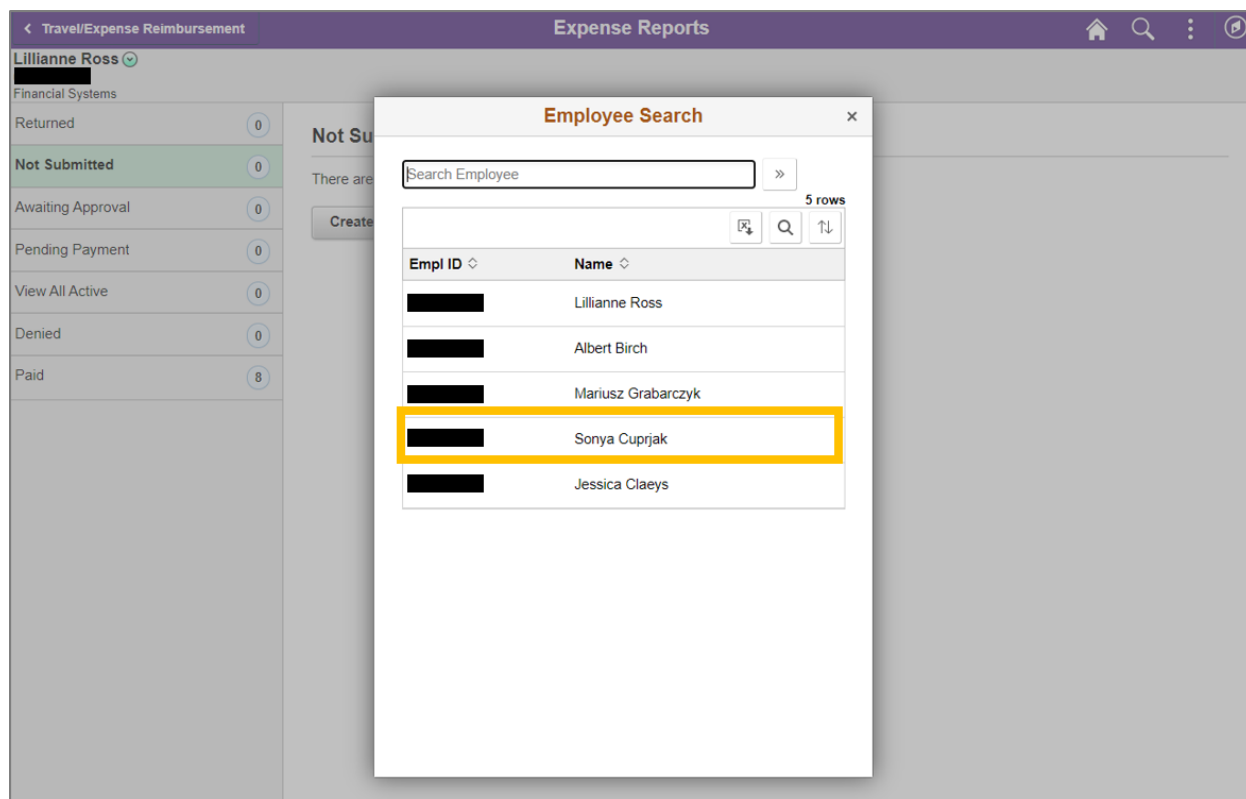 Travel/Expense Reimbursement
Expense Reports
Lillianne Ross
Financial Systems
Returned 0
Not Submitted 0
Awaiting Approval 0
Pending Payment 0
View All Active 0
Denied 0
Paid 8
Not Su
There are
Create
Employee Search ×
Search Employee »
5 rows
Empl ID Name
Lillianne Ross
Albert Birch
Mariusz Grabarczyk
Sonya Cuprjak
Jessica Claeys